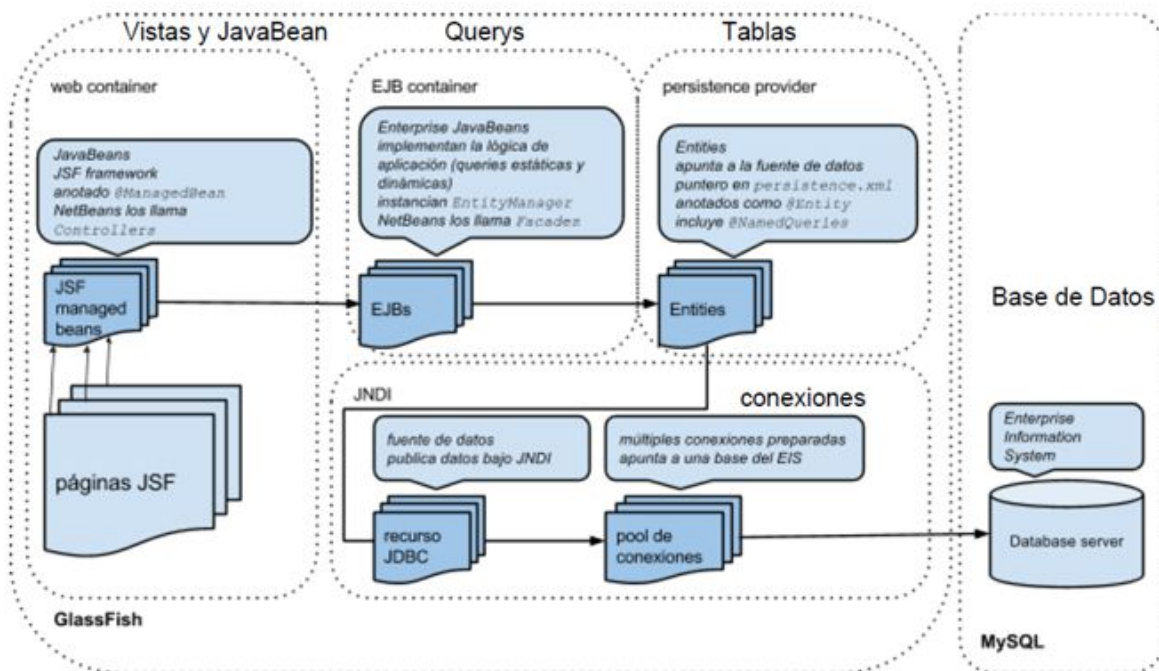 Vistas y JavaBean
Querys
Tablas
web container
EJB container
persistence provider
JavaBeans
JSF framework
anotado @ManagedBean
NetBeans los llama
Controllers
Enterprise JavaBeans
implementan la lógica de
aplicación (queries estáticas y
dinámicas)
instancian EntityManager
NetBeans los llama Facades
Entities
apunta a la fuente de datos
puntero en persistence.xml
anotados como @Entity
incluye @NamedQueries
JSF
managed
beans
EJBs
Entities
Base de Datos
JNDI
conexiones
fuente de datos
publica datos bajo JNDI
múltiples conexiones preparadas
apunta a una base del EIS
Enterprise
Information
System
páginas JSF
recurso
JDBC
pool de
conexiones
Database server
GlassFish
MySQL